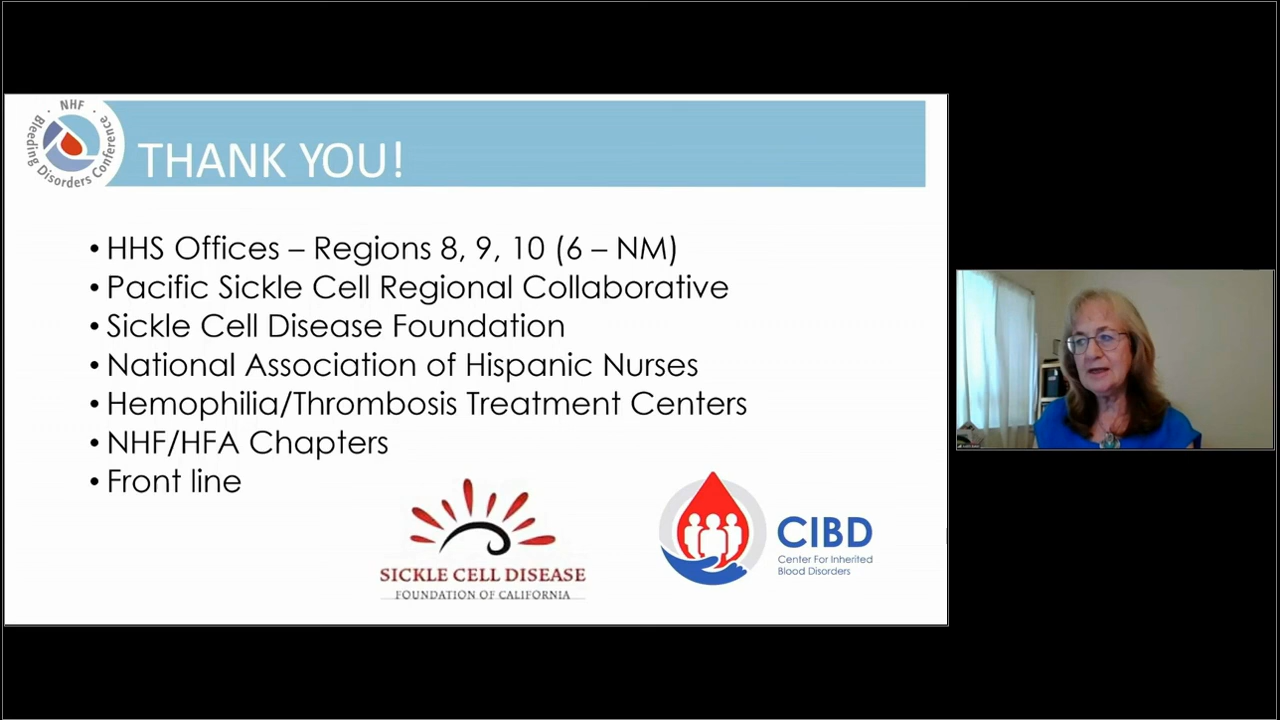 NHF
Bleeding Disorders Conference
THANK YOU!
• HHS Offices – Regions 8, 9, 10 (6 – NM)
• Pacific Sickle Cell Regional Collaborative
• Sickle Cell Disease Foundation
• National Association of Hispanic Nurses
• Hemophilia/Thrombosis Treatment Centers
• NHF/HFA Chapters
• Front line
SICKLE CELL DISEASE
FOUNDATION OF CALIFORNIA
CIBD
Center For Inherited
Blood Disorders